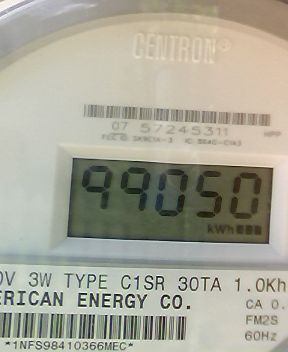 CENTRON®
07 57245311
HPP
99050
kWh
0V 3W TYPE C1SR 30TA 1.0Kh
ERICAN ENERGY CO.
CA 0.
FM2S
60Hz
*1NFS98410366MEC*